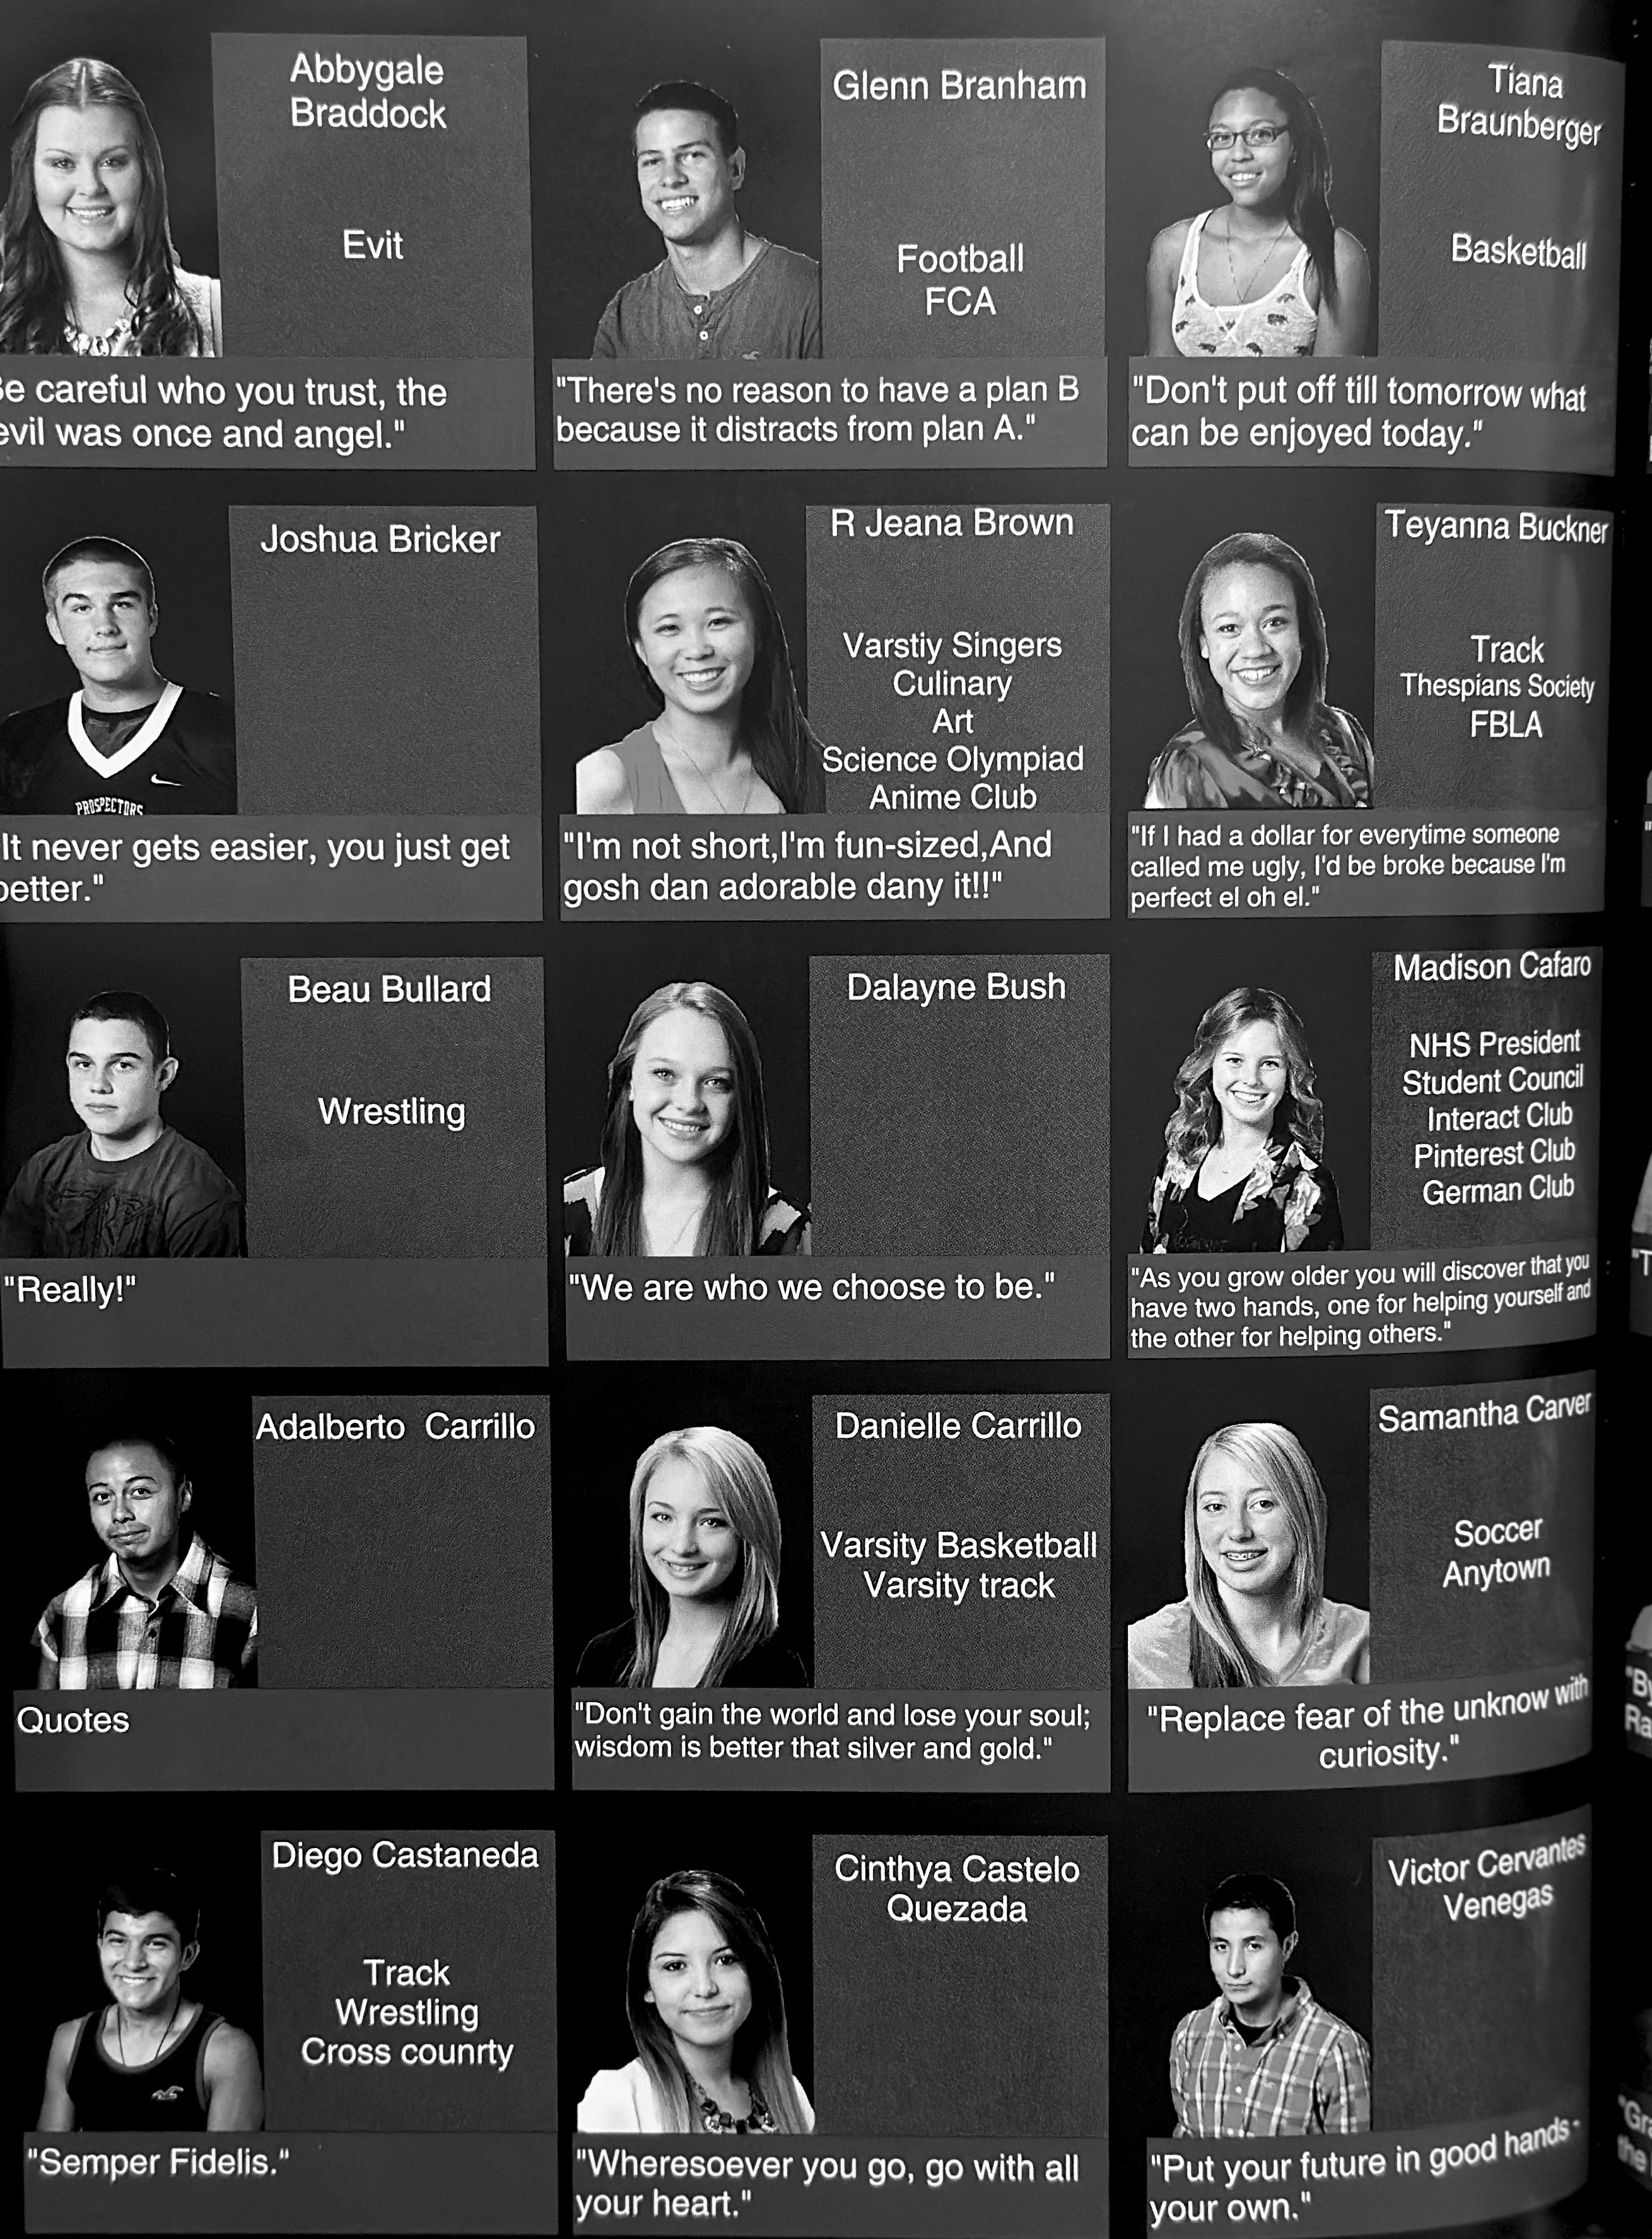 Abbygale
Braddock
Evit
Be careful who you trust, the
evil was once and angel."
Glenn Branham
Football
FCA
"There's no reason to have a plan B
because it distracts from plan A."
Tiana
Braunberger
Basketball
"Don't put off till tomorrow what
can be enjoyed today."
Joshua Bricker
PROSPECTORS
It never gets easier, you just get
better."
R Jeana Brown
Varstiy Singers
Culinary
Art
Science Olympiad
Anime Club
"I'm not short,I'm fun-sized,And
gosh dan adorable dany it!!"
Teyanna Buckner
Track
Thespians Society
FBLA
"If I had a dollar for everytime someone
called me ugly, I'd be broke because I'm
perfect el oh el."
Beau Bullard
Wrestling
"Really!"
Dalayne Bush
"We are who we choose to be."
Madison Cafaro
NHS President
Student Council
Interact Club
Pinterest Club
German Club
"As you grow older you will discover that you
have two hands, one for helping yourself and
the other for helping others."
Adalberto Carrillo
Quotes
Danielle Carrillo
Varsity Basketball
Varsity track
"Don't gain the world and lose your soul;
wisdom is better that silver and gold."
Samantha Carver
Soccer
Anytown
"Replace fear of the unknow with
curiosity."
Diego Castaneda
Track
Wrestling
Cross counrty
"Semper Fidelis."
Cinthya Castelo
Quezada
"Wheresoever you go, go with all
your heart."
Victor Cervantes
Venegas
"Put your future in good hands -
your own."